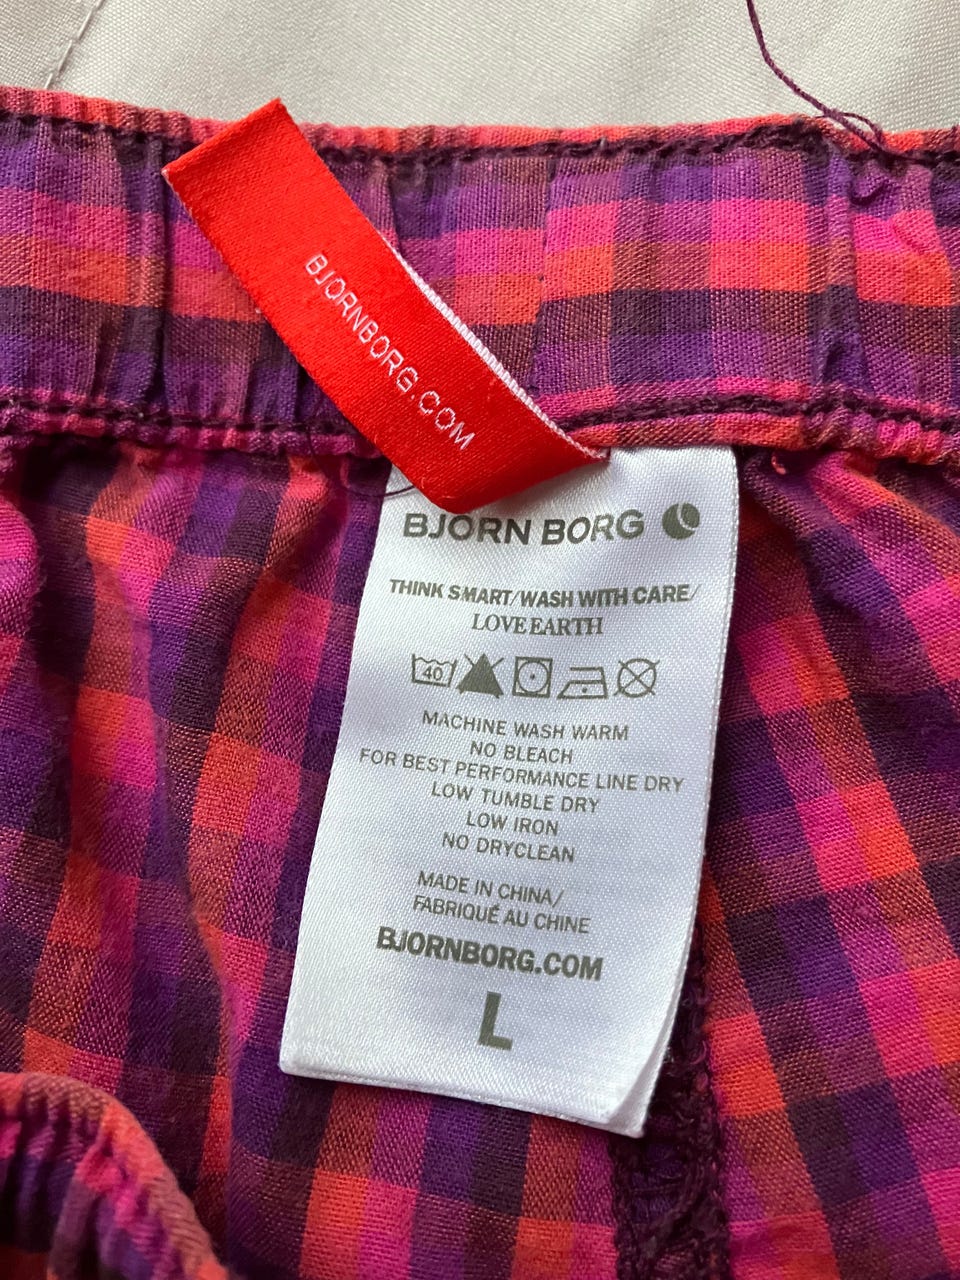 BJORNBORG.COM
BJORN BORG
THINK SMART/WASH WITH CARE/
LOVE EARTH
40
MACHINE WASH WARM
NO BLEACH
FOR BEST PERFORMANCE LINE DRY
LOW TUMBLE DRY
LOW IRON
NO DRYCLEAN
MADE IN CHINA/
FABRIQUÉ AU CHINE
BJORNBORG.COM
L